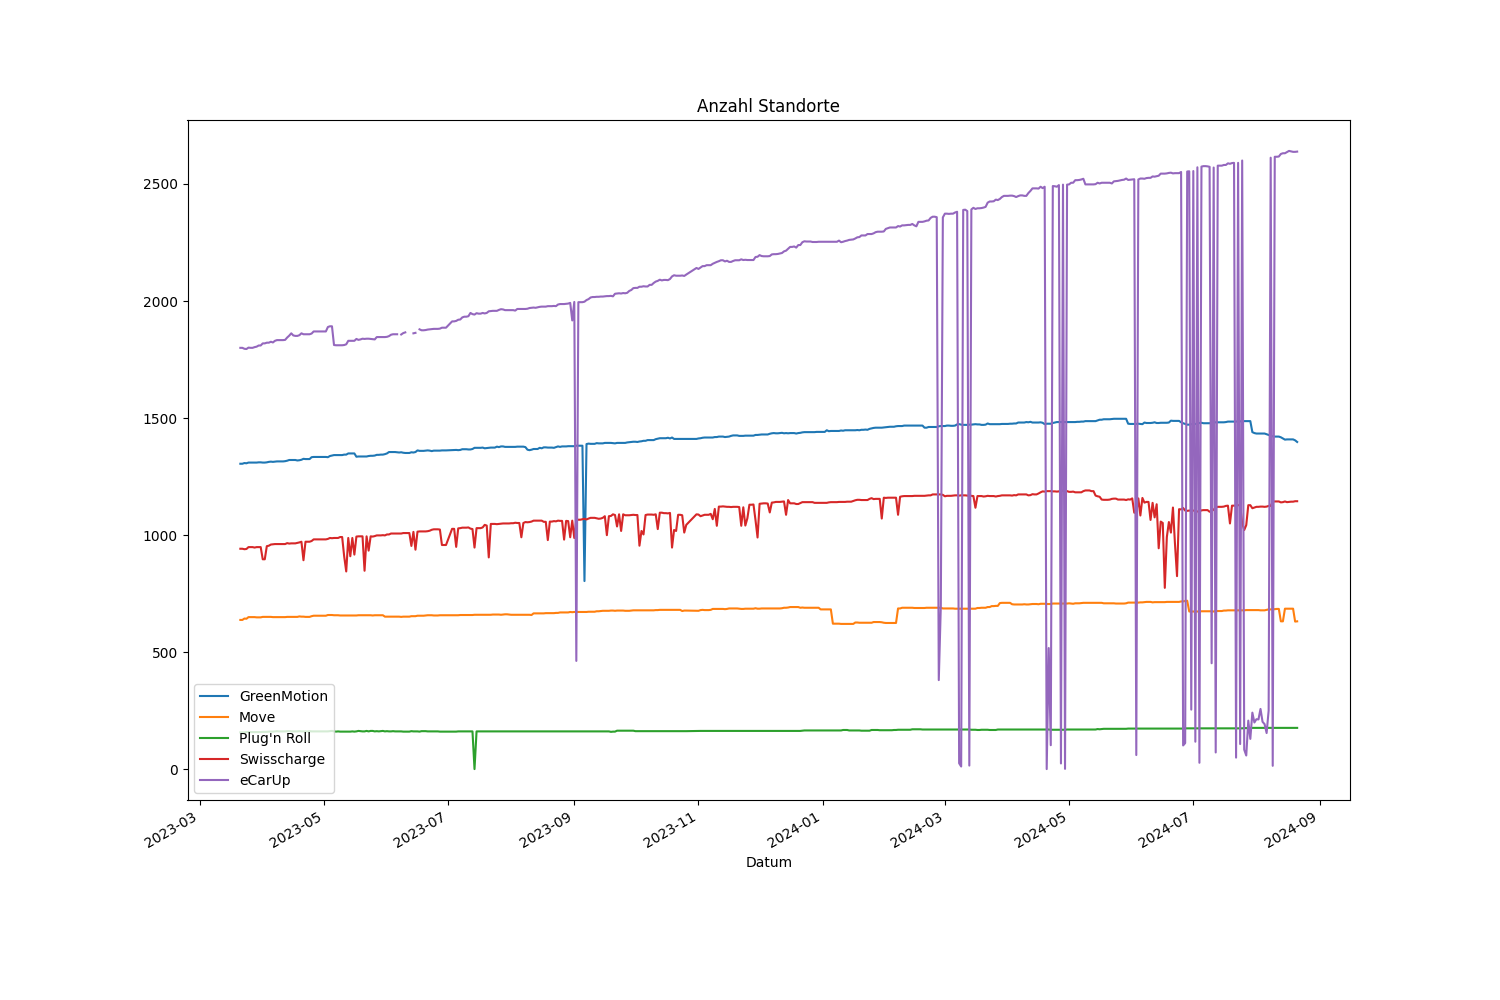 Anzahl Standorte
2500
2000
1500
1000
500
0
GreenMotion
Move
Plug'n Roll
Swisscharge
eCarUp
2023-03
2023-05
2023-07
2023-09
2023-11
2024-01
2024-03
2024-05
2024-07
2024-09
Datum